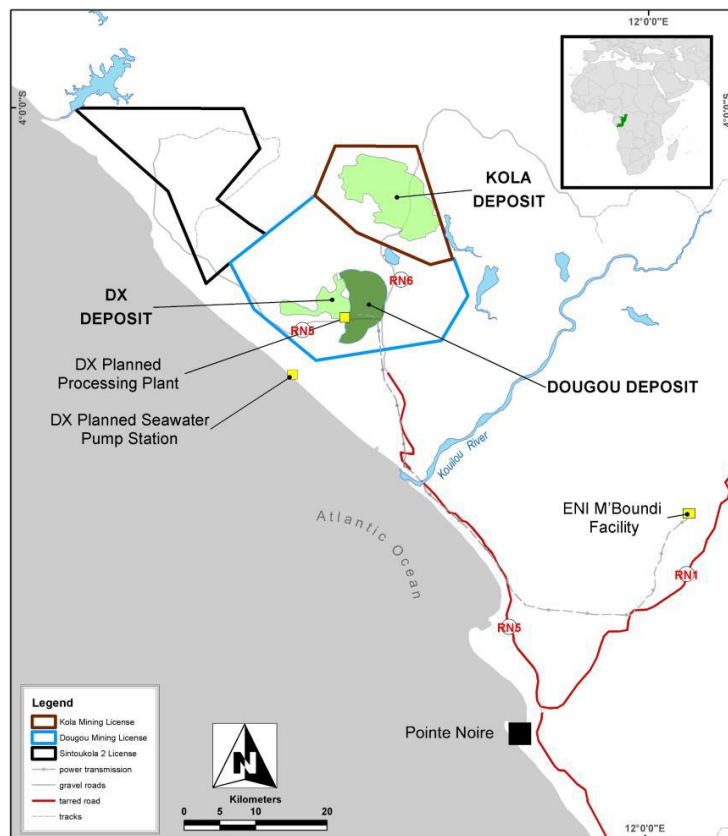 12°0'0"E
4°0'0"S
4°0'0"S
KOLA
DEPOSIT
RN6
DX
DEPOSIT
RN5
DX Planned
Processing Plant
DOUGOU DEPOSIT
DX Planned Seawater
Pump Station
Kouilou River
ENI M'Boundi
Facility
Atlantic Ocean
RN1
RN5
Pointe Noire
Legend
Kola Mining License
Dougou Mining License
Sintoukola 2 License
power transmission
gravel roads
tarred road
tracks
N
Kilometers
0 5 10 20
12°0'0"E